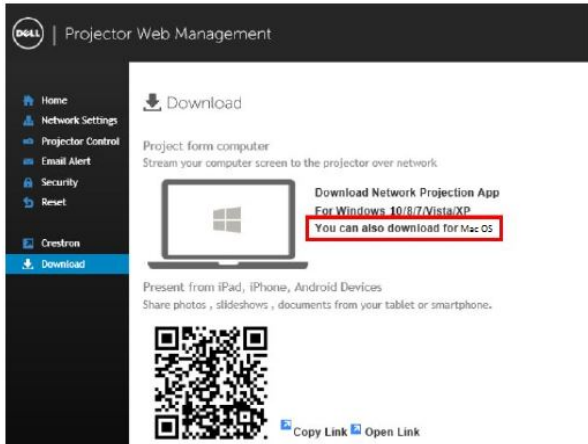 DELL | Projector Web Management
Home
Network Settings
Projector Control
Email Alert
Security
Reset
Crestron
Download
Download
Project form computer
Stream your computer screen to the projector over network
Download Network Projection App
For Windows 10/8/7/Vista/XP
You can also download for Mac OS
Present from iPad, iPhone, Android Devices
Share photos , slideshows , documents from your tablet or smartphone.
Copy Link Open Link